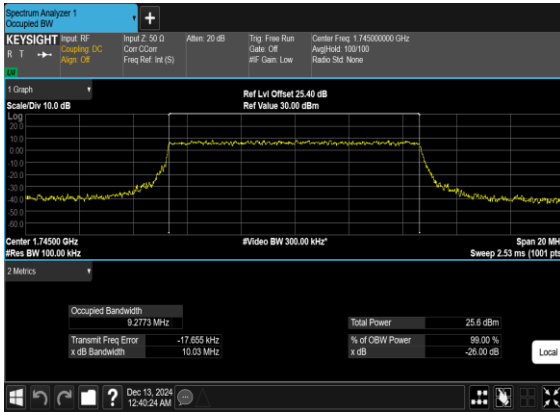 Spectrum Analyzer 1
Occupied BW
+
KEYSIGHT
R T
LVI
Input: RF
Coupling: DC
Align: Off
Input Z: 50 Ω
Corr CCorr
Freq Ref: Int (S)
Atten: 20 dB
Trig: Free Run
Gate: Off
#IF Gain: Low
Center Freq: 1.745000000 GHz
Avg|Hold: 100/100
Radio Std: None
1 Graph
Scale/Div 10.0 dB
Ref Lvl Offset 25.40 dB
Ref Value 30.00 dBm
Log
20.0
10.0
0.00
-10.0
-20.0
-30.0
-40.0
-50.0
-60.0
Center 1.74500 GHz
#Res BW 100.00 kHz
#Video BW 300.00 kHz*
Span 20 MH
Sweep 2.53 ms (1001 pts
2 Metrics
Occupied Bandwidth
9.2773 MHz
Transmit Freq Error -17.655 kHz
x dB Bandwidth 10.03 MHz
Total Power 25.6 dBm
% of OBW Power 99.00 %
x dB -26.00 dB
Local
?
Dec 13, 2024
12:40:24 AM